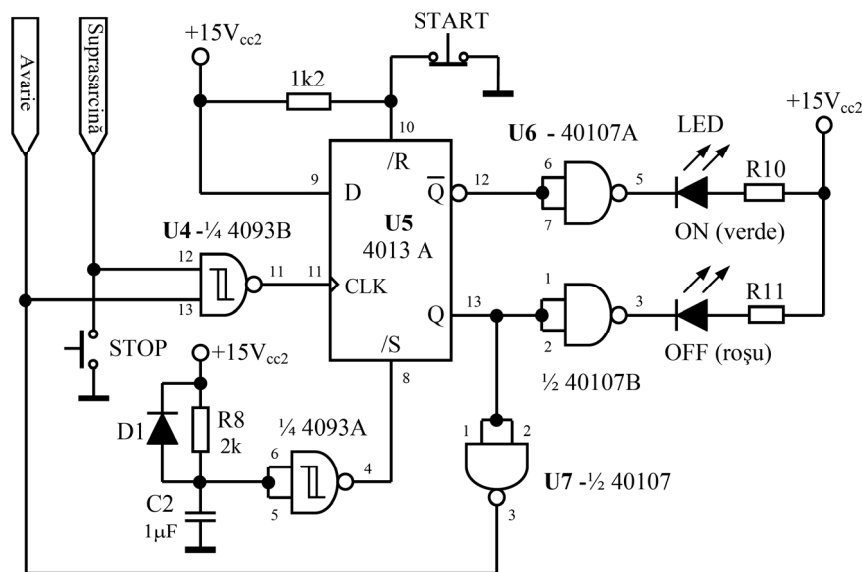 START
+15Vcc2
Avarie
Suprasarcină
1k2
10
/R
+15Vcc2
U6 - 40107A
LED
9
D
Q
12
6
7
5
R10
ON (verde)
U5
4013 A
U4 -¼ 4093B
12
13
11
11
CLK
Q
13
1
2
3
R11
OFF (roşu)
STOP
+15Vcc2
/S
8
½ 40107B
D1
R8
2k
¼ 4093A
6
5
4
1
2
U7 -½ 40107
3
C2
1µF